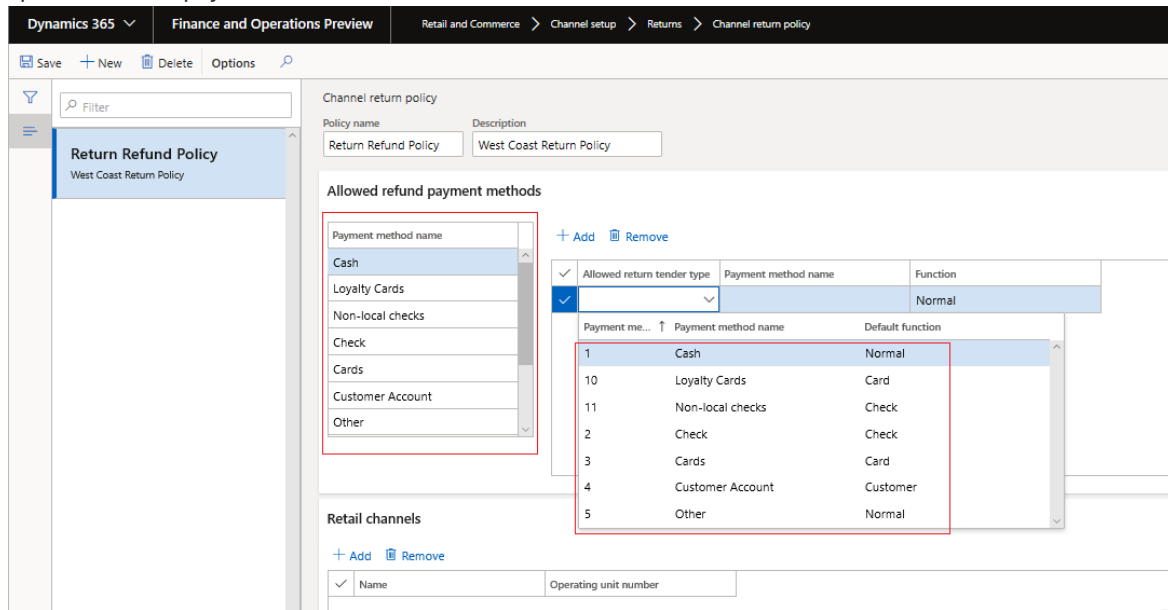 Dynamics 365 Finance and Operations Preview Retail and Commerce Channel setup Returns Channel return policy
Save New Delete Options
Filter
Return Refund Policy
West Coast Return Policy
Channel return policy
Policy name Description
Return Refund Policy West Coast Return Policy
Allowed refund payment methods
Payment method name
Cash
Loyalty Cards
Non-local checks
Check
Cards
Customer Account
Other
Add Remove
Allowed return tender type Payment method name Function
Normal
Payment me... ↑ Payment method name Default function
1 Cash Normal
10 Loyalty Cards Card
11 Non-local checks Check
2 Check Check
3 Cards Card
4 Customer Account Customer
5 Other Normal
Retail channels
Add Remove
Name Operating unit number